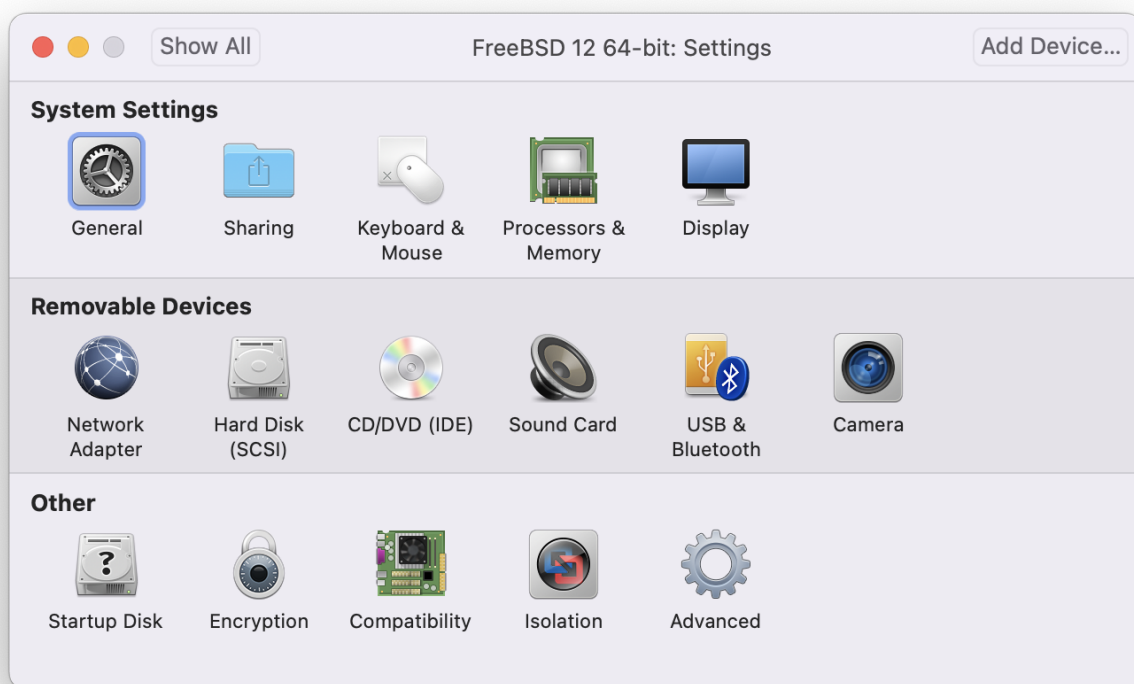 Show All
FreeBSD 12 64-bit: Settings
Add Device...
System Settings
General
Sharing
Keyboard &
Mouse
Processors &
Memory
Display
Removable Devices
Network
Adapter
Hard Disk
(SCSI)
CD/DVD (IDE)
Sound Card
USB &
Bluetooth
Camera
Other
?
Startup Disk
Encryption
Compatibility
Isolation
Advanced